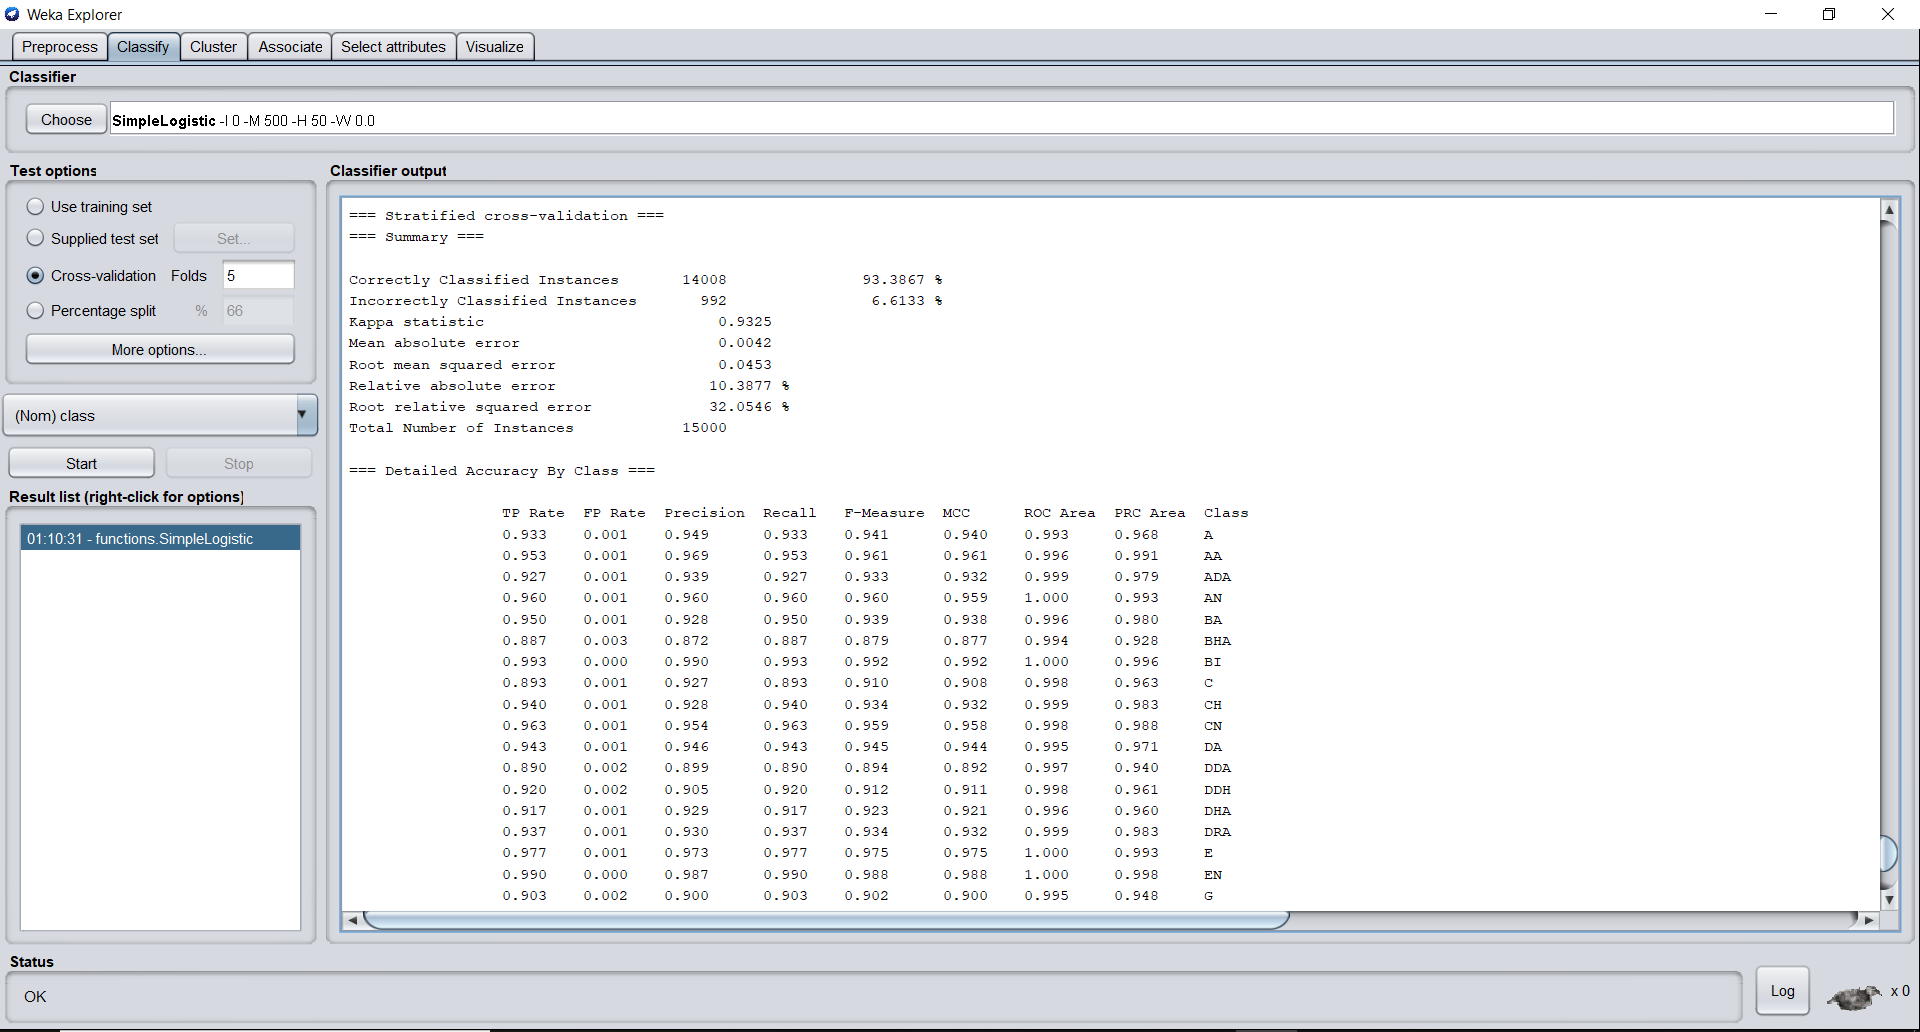 Weka Explorer
Preprocess Classify Cluster Associate Select attributes Visualize
Classifier
Choose SimpleLogistic -I 0 -M 500 -H 50 -W 0.0
Test options
Use training set
Supplied test set Set...
Cross-validation Folds 5
Percentage split % 66
More options...
(Nom) class
Start Stop
Result list (right-click for options)
01:10:31 - functions.SimpleLogistic
Classifier output
=== Stratified cross-validation ===
=== Summary ===
Correctly Classified Instances 14008 93.3867 %
Incorrectly Classified Instances 992 6.6133 %
Kappa statistic 0.9325
Mean absolute error 0.0042
Root mean squared error 0.0453
Relative absolute error 10.3877 %
Root relative squared error 32.0546 %
Total Number of Instances 15000
=== Detailed Accuracy By Class ===
TP Rate FP Rate Precision Recall F-Measure MCC ROC Area PRC Area Class
0.933 0.001 0.949 0.933 0.941 0.940 0.993 0.968 A
0.953 0.001 0.969 0.953 0.961 0.961 0.996 0.991 AA
0.927 0.001 0.939 0.927 0.933 0.932 0.999 0.979 ADA
0.960 0.001 0.960 0.960 0.960 0.959 1.000 0.993 AN
0.950 0.001 0.928 0.950 0.939 0.938 0.996 0.980 BA
0.887 0.003 0.872 0.887 0.879 0.877 0.994 0.928 BHA
0.993 0.000 0.990 0.993 0.992 0.992 1.000 0.996 BI
0.893 0.001 0.927 0.893 0.910 0.908 0.998 0.963 C
0.940 0.001 0.928 0.940 0.934 0.932 0.999 0.983 CH
0.963 0.001 0.954 0.963 0.959 0.958 0.998 0.988 CN
0.943 0.001 0.946 0.943 0.945 0.944 0.995 0.971 DA
0.890 0.002 0.899 0.890 0.894 0.892 0.997 0.940 DDA
0.920 0.002 0.905 0.920 0.912 0.911 0.998 0.961 DDH
0.917 0.001 0.929 0.917 0.923 0.921 0.996 0.960 DHA
0.937 0.001 0.930 0.937 0.934 0.932 0.999 0.983 DRA
0.977 0.001 0.973 0.977 0.975 0.975 1.000 0.993 E
0.990 0.000 0.987 0.990 0.988 0.988 1.000 0.998 EN
0.903 0.002 0.900 0.903 0.902 0.900 0.995 0.948 G
Status
OK
Log
x 0